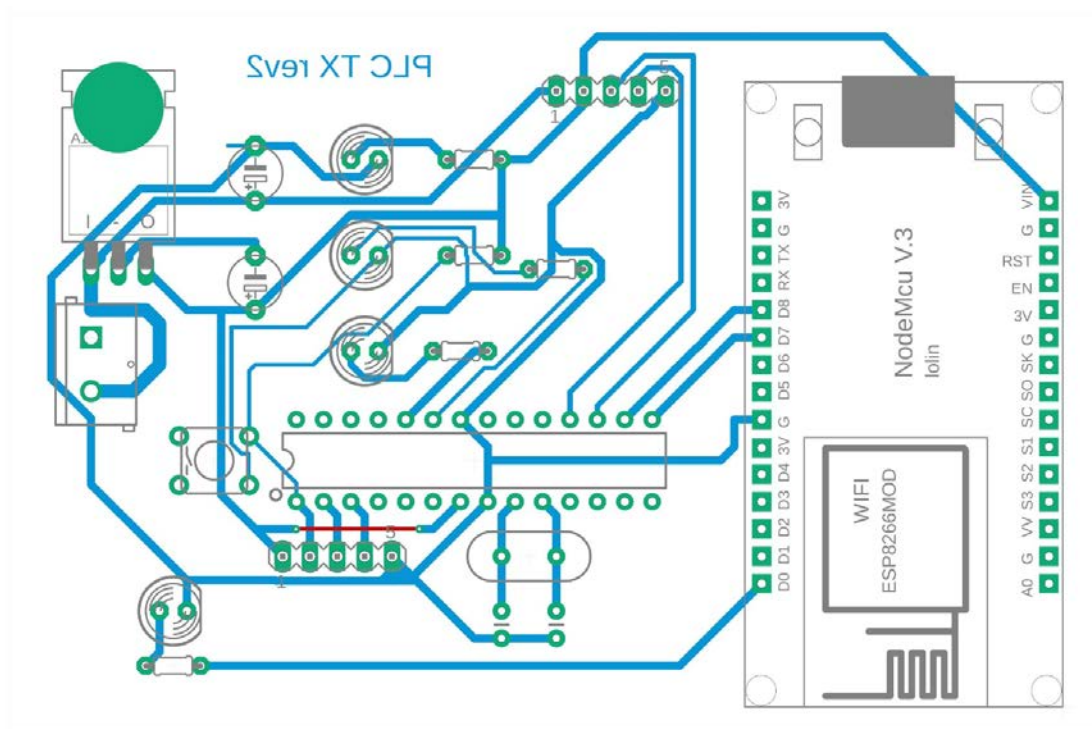 PLC TX rev2
5
1
I - O
NodeMcu V.3
lolin
3V
G
TX
RX
D8
D7
D6
D5
G
3V
D4
D3
D2
D1
D0
VIN
G
RST
EN
3V
G
SK
SO
SC
S1
S2
S3
VV
G
A0
WIFI
ESP8266MOD
5
1